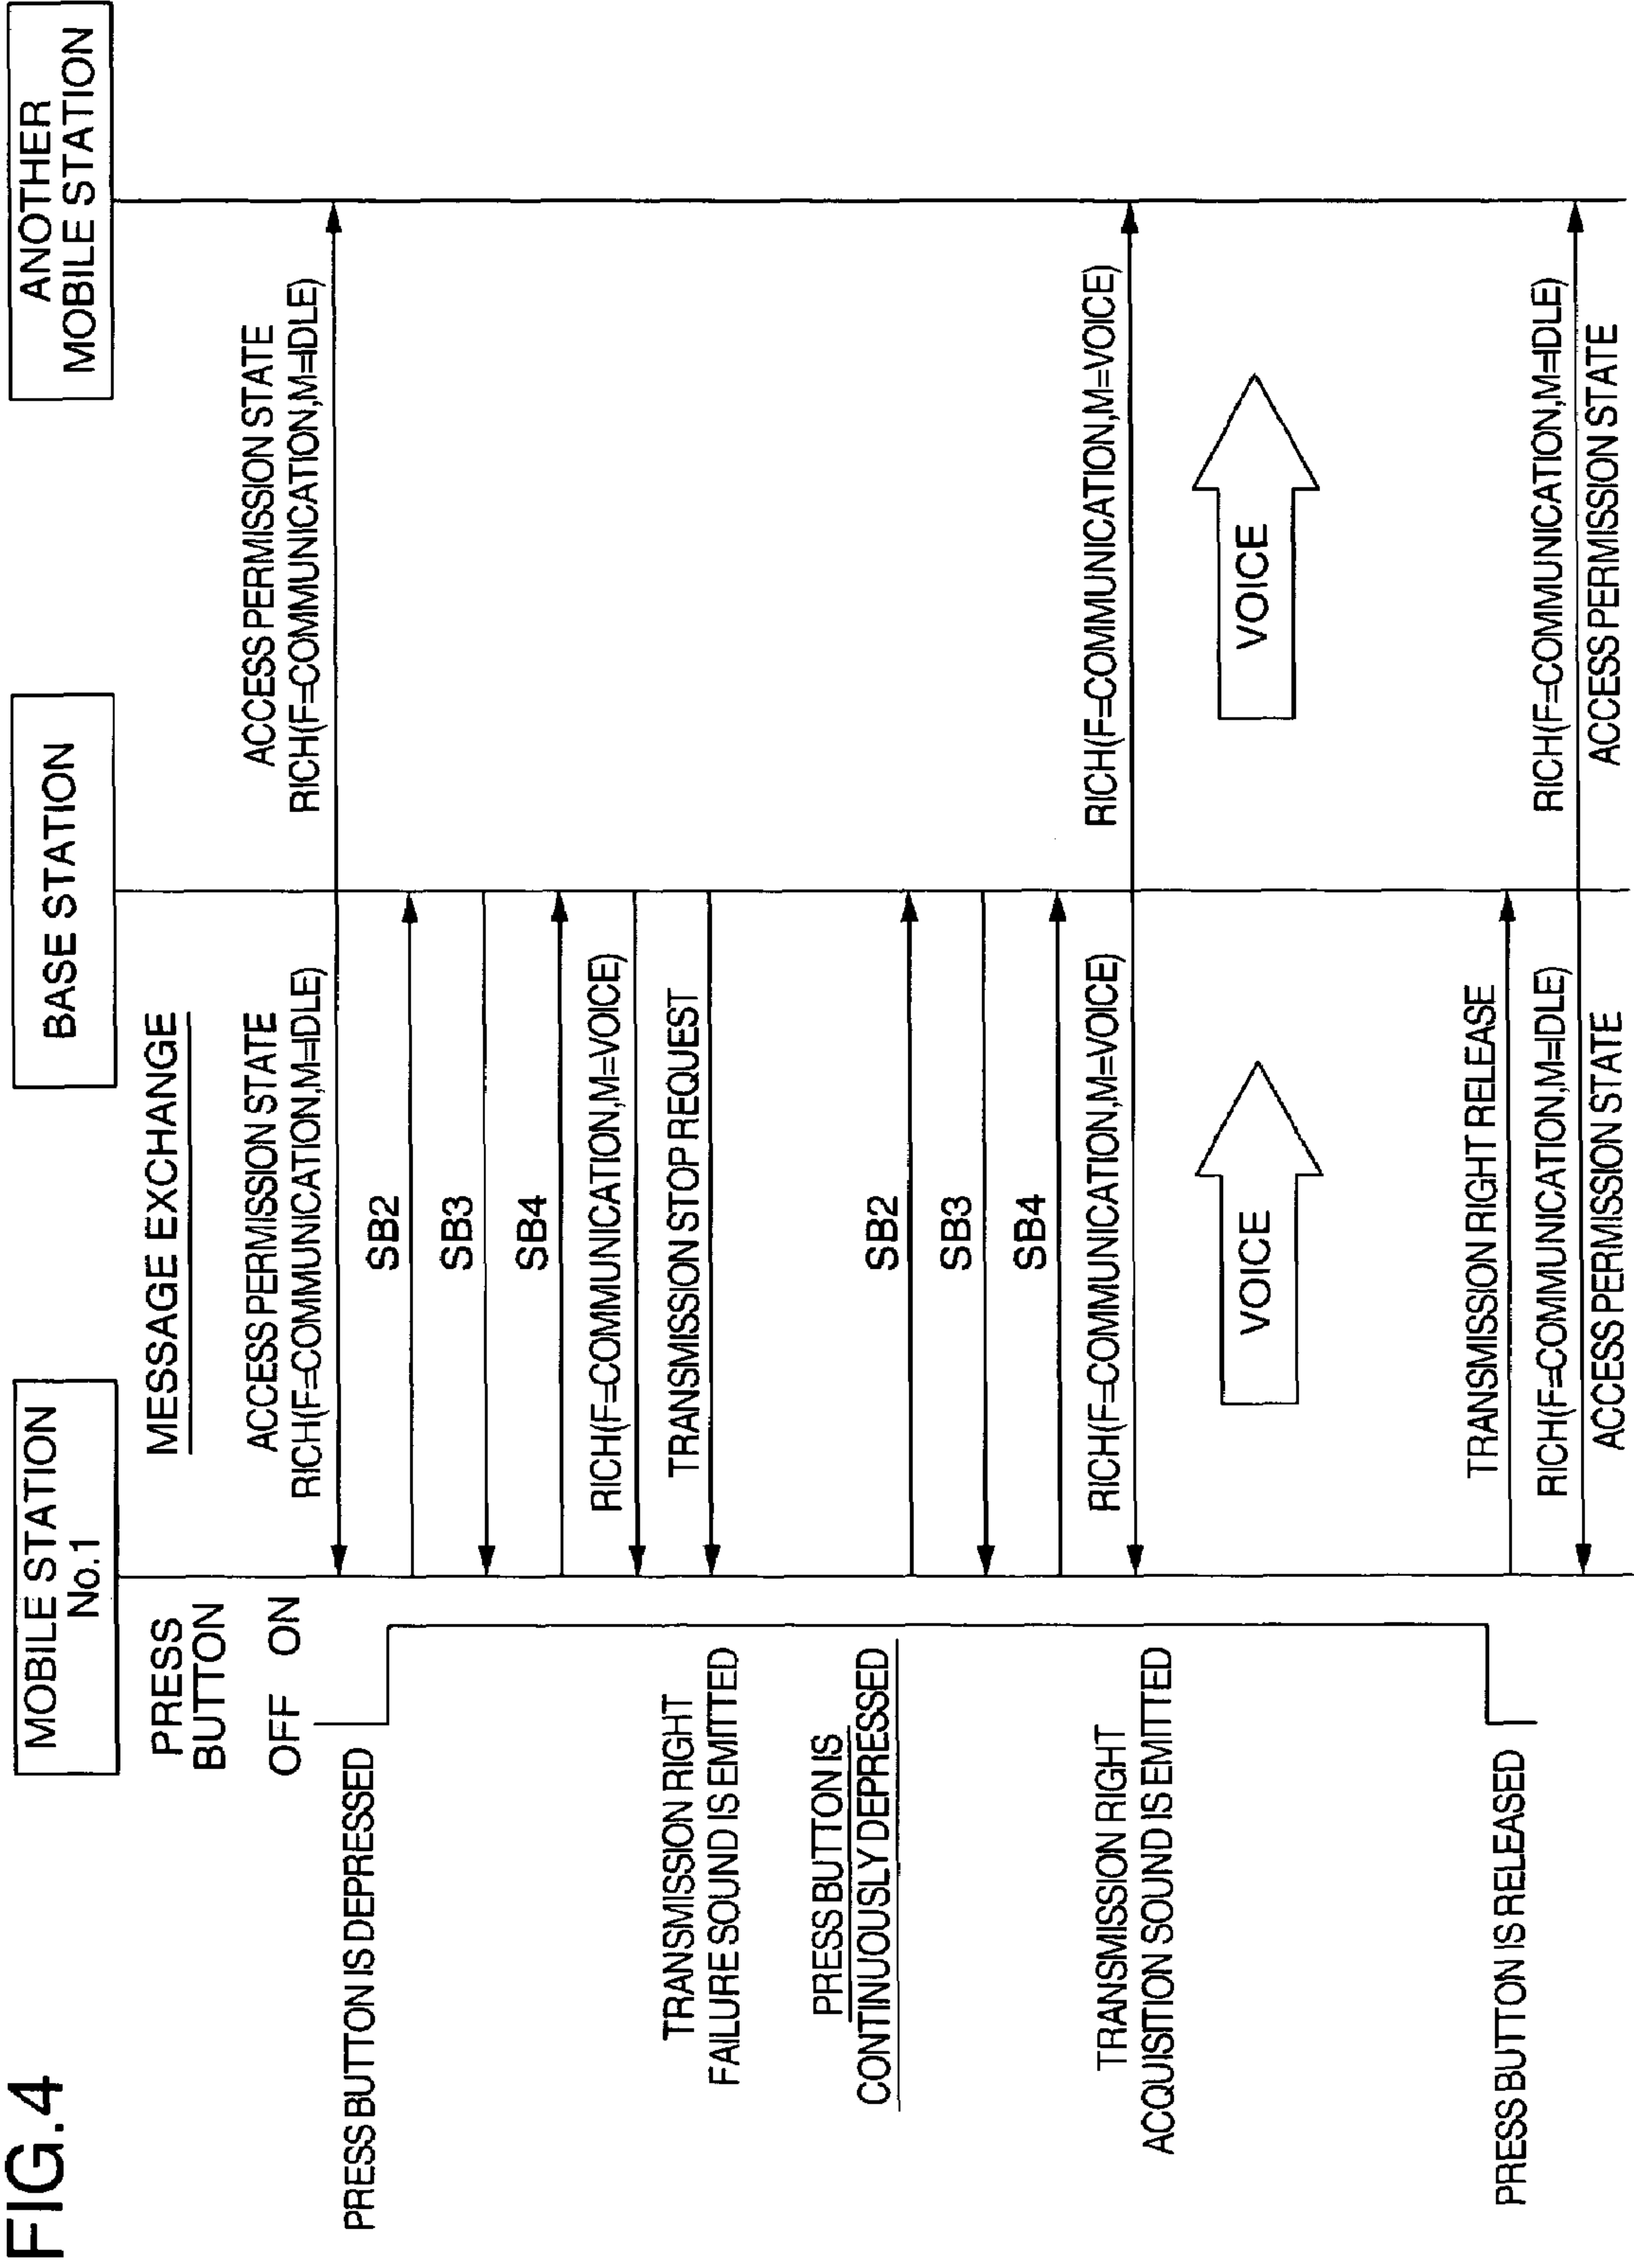 FIG.4
MOBILE STATION
No.1
BASE STATION
ANOTHER
MOBILE STATION
PRESS
BUTTON
OFF ON
MESSAGE EXCHANGE
ACCESS PERMISSION STATE
RICH(F=COMMUNICATION,M=IDLE)
ACCESS PERMISSION STATE
RICH(F=COMMUNICATION,M=IDLE)
PRESS BUTTON IS DEPRESSED
SB2
SB3
SB4
RICH(F=COMMUNICATION,M=VOICE)
TRANSMISSION STOP REQUEST
TRANSMISSION RIGHT
FAILURE SOUND IS EMITTED
PRESS BUTTON IS
CONTINUOUSLY DEPRESSED
SB2
SB3
SB4
RICH(F=COMMUNICATION,M=VOICE)
RICH(F=COMMUNICATION,M=VOICE)
TRANSMISSION RIGHT
ACQUISITION SOUND IS EMITTED
VOICE
VOICE
PRESS BUTTON IS RELEASED
TRANSMISSION RIGHT RELEASE
RICH(F=COMMUNICATION,M=IDLE)
ACCESS PERMISSION STATE
RICH(F=COMMUNICATION,M=IDLE)
ACCESS PERMISSION STATE